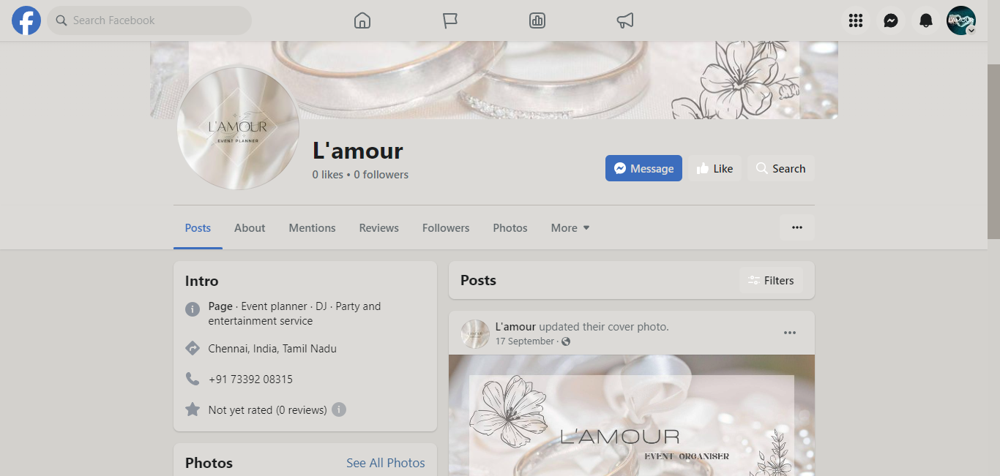 Search Facebook
L'AMOUR
L'AMOUR
EVENT PLANNER
L'amour
0 likes • 0 followers
Message
Like
Search
Posts
About
Mentions
Reviews
Followers
Photos
More
Intro
Page · Event planner · DJ · Party and
entertainment service
Chennai, India, Tamil Nadu
+91 73392 08315
Not yet rated (0 reviews)
Photos
See All Photos
Posts
Filters
L'amour updated their cover photo.
17 September ·
L'AMOUR
EVENT ORGANISER